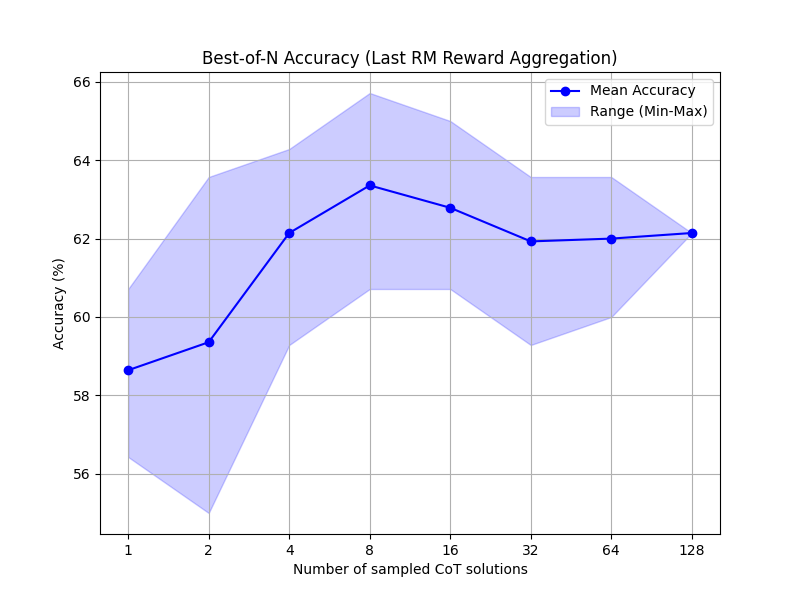 Best-of-N Accuracy (Last RM Reward Aggregation)
Mean Accuracy
Range (Min-Max)
Accuracy (%)
66
64
62
60
58
56
1 2 4 8 16 32 64 128
Number of sampled CoT solutions